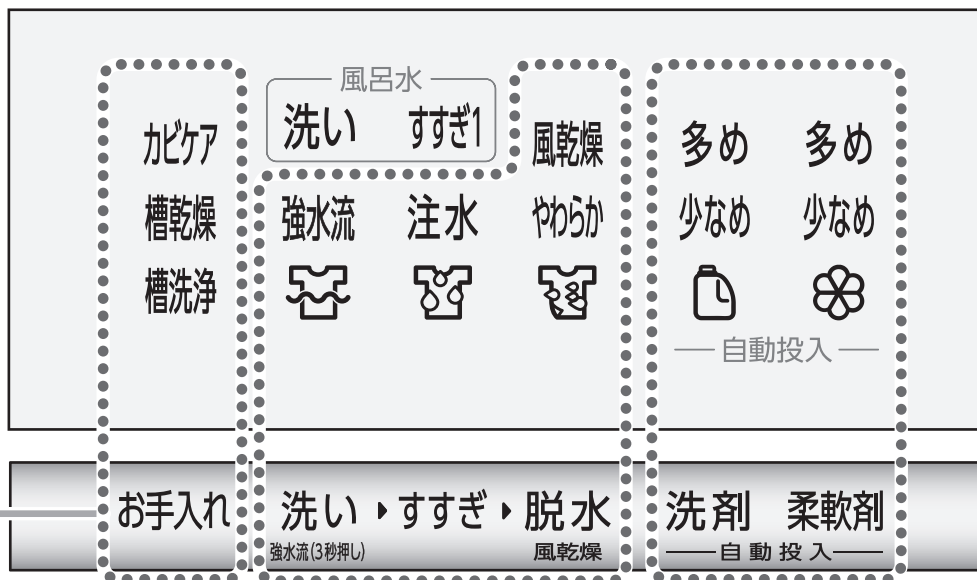 風呂水
洗い すすぎ1
カビケア
風乾燥
多め 多め
槽乾燥
強水流 注水 やわらか
少なめ 少なめ
槽洗浄
自動投入
お手入れ 洗い▸すすぎ▸脱水 洗剤 柔軟剤
強水流(3秒押し) 風乾燥 自動投入